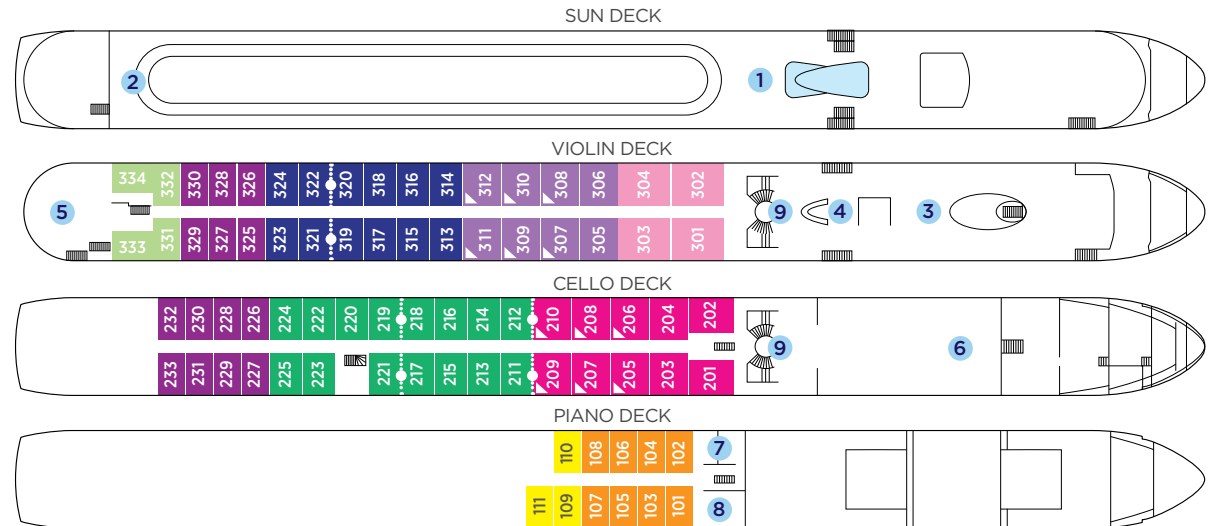 SUN DECK
2 1
VIOLIN DECK
334 332 330 328 326 324 322 320 318 316 314 312 310 308 306 304 302
5 9 4 3
333 331 329 327 325 323 321 319 317 315 313 311 309 307 305 303 301
CELLO DECK
232 230 228 226 224 222 220 219 218 216 214 212 210 208 206 204 202
9 6
233 231 229 227 225 223 221 217 215 213 211 209 207 205 203 201
PIANO DECK
110 108 106 104 102 7
111 109 107 105 103 101 8